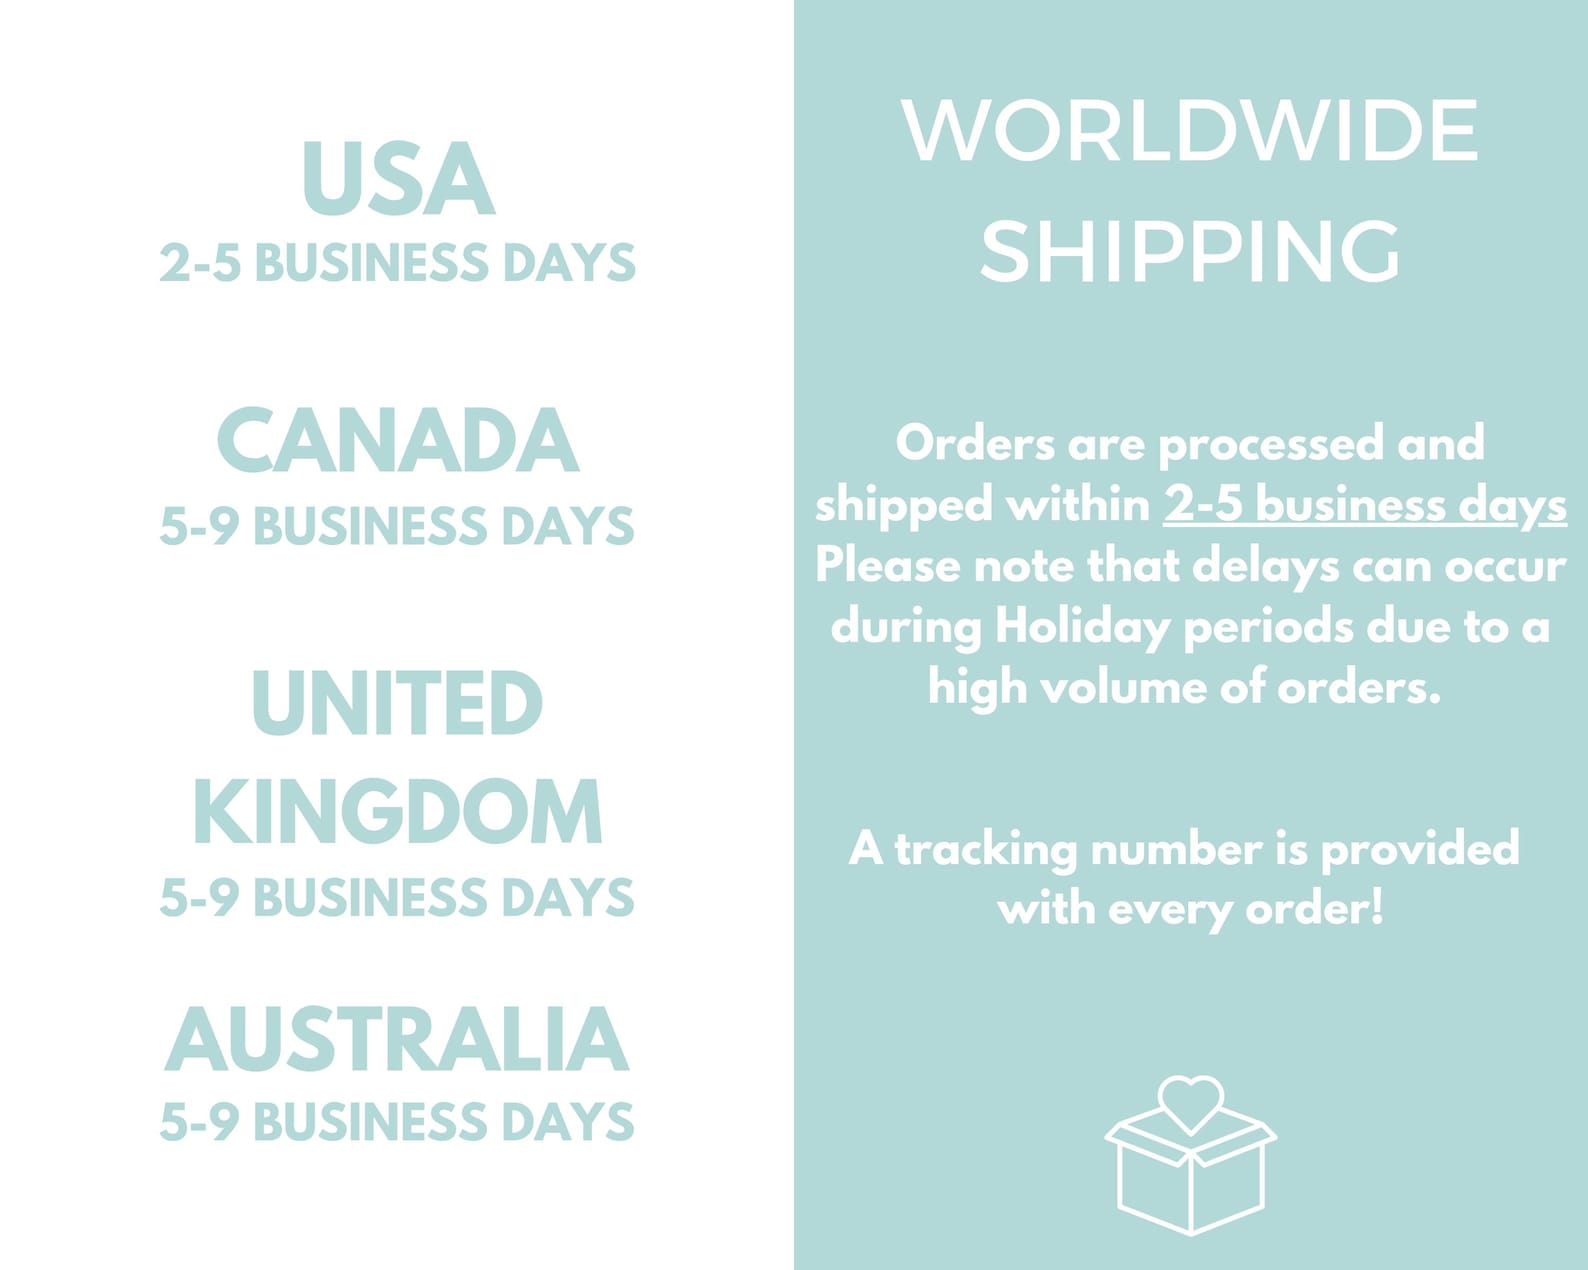 USA
2-5 BUSINESS DAYS
CANADA
5-9 BUSINESS DAYS
UNITED
KINGDOM
5-9 BUSINESS DAYS
AUSTRALIA
5-9 BUSINESS DAYS
WORLDWIDE
SHIPPING
Orders are processed and
shipped within 2-5 business days
Please note that delays can occur
during Holiday periods due to a
high volume of orders.
A tracking number is provided
with every order!